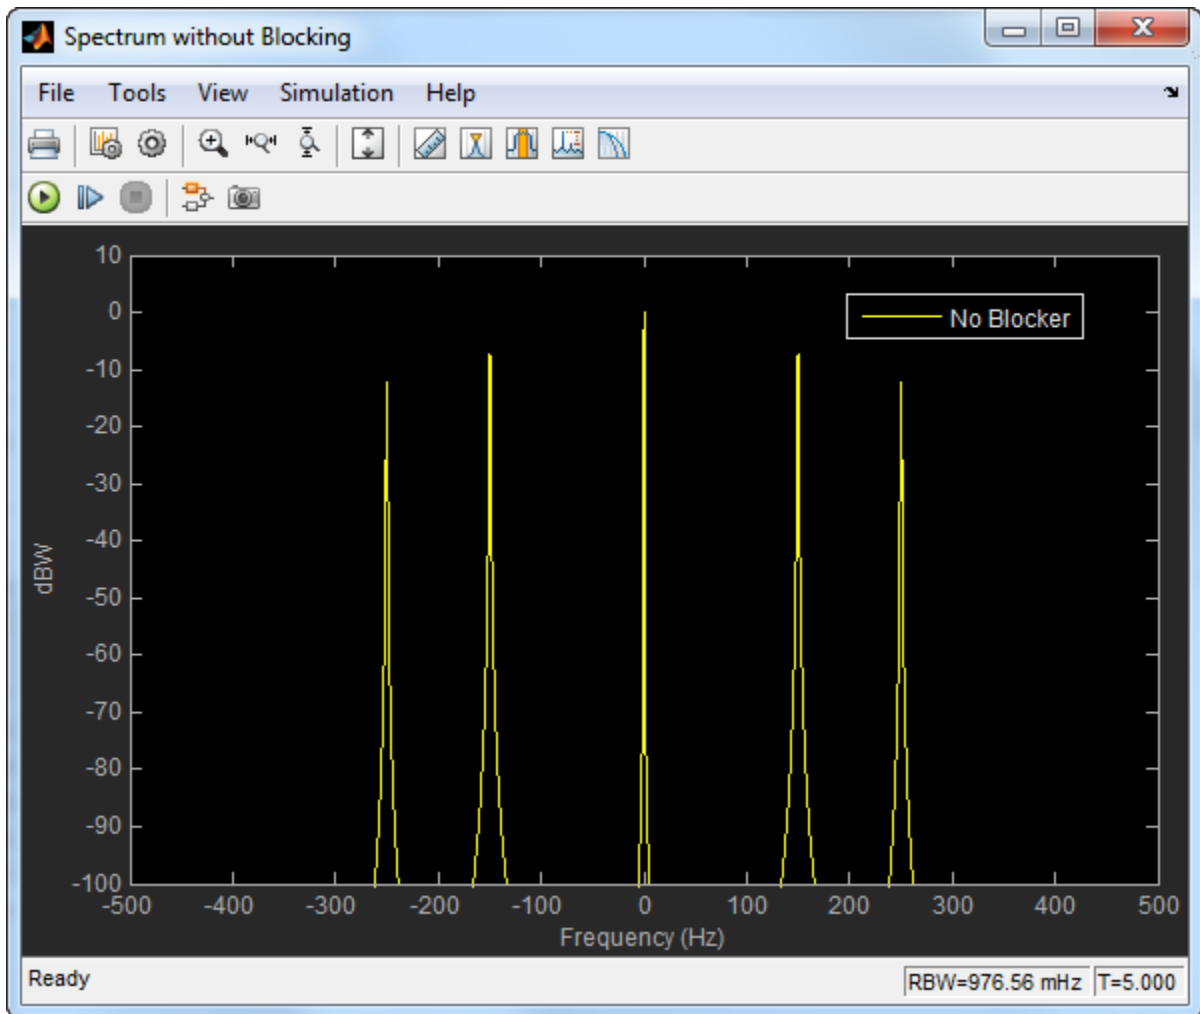 Spectrum without Blocking
File Tools View Simulation Help
No Blocker
10
0
-10
-20
-30
-40
-50
-60
-70
-80
-90
-100
dBW
-500 -400 -300 -200 -100 0 100 200 300 400 500
Frequency (Hz)
Ready RBW=976.56 mHz T=5.000